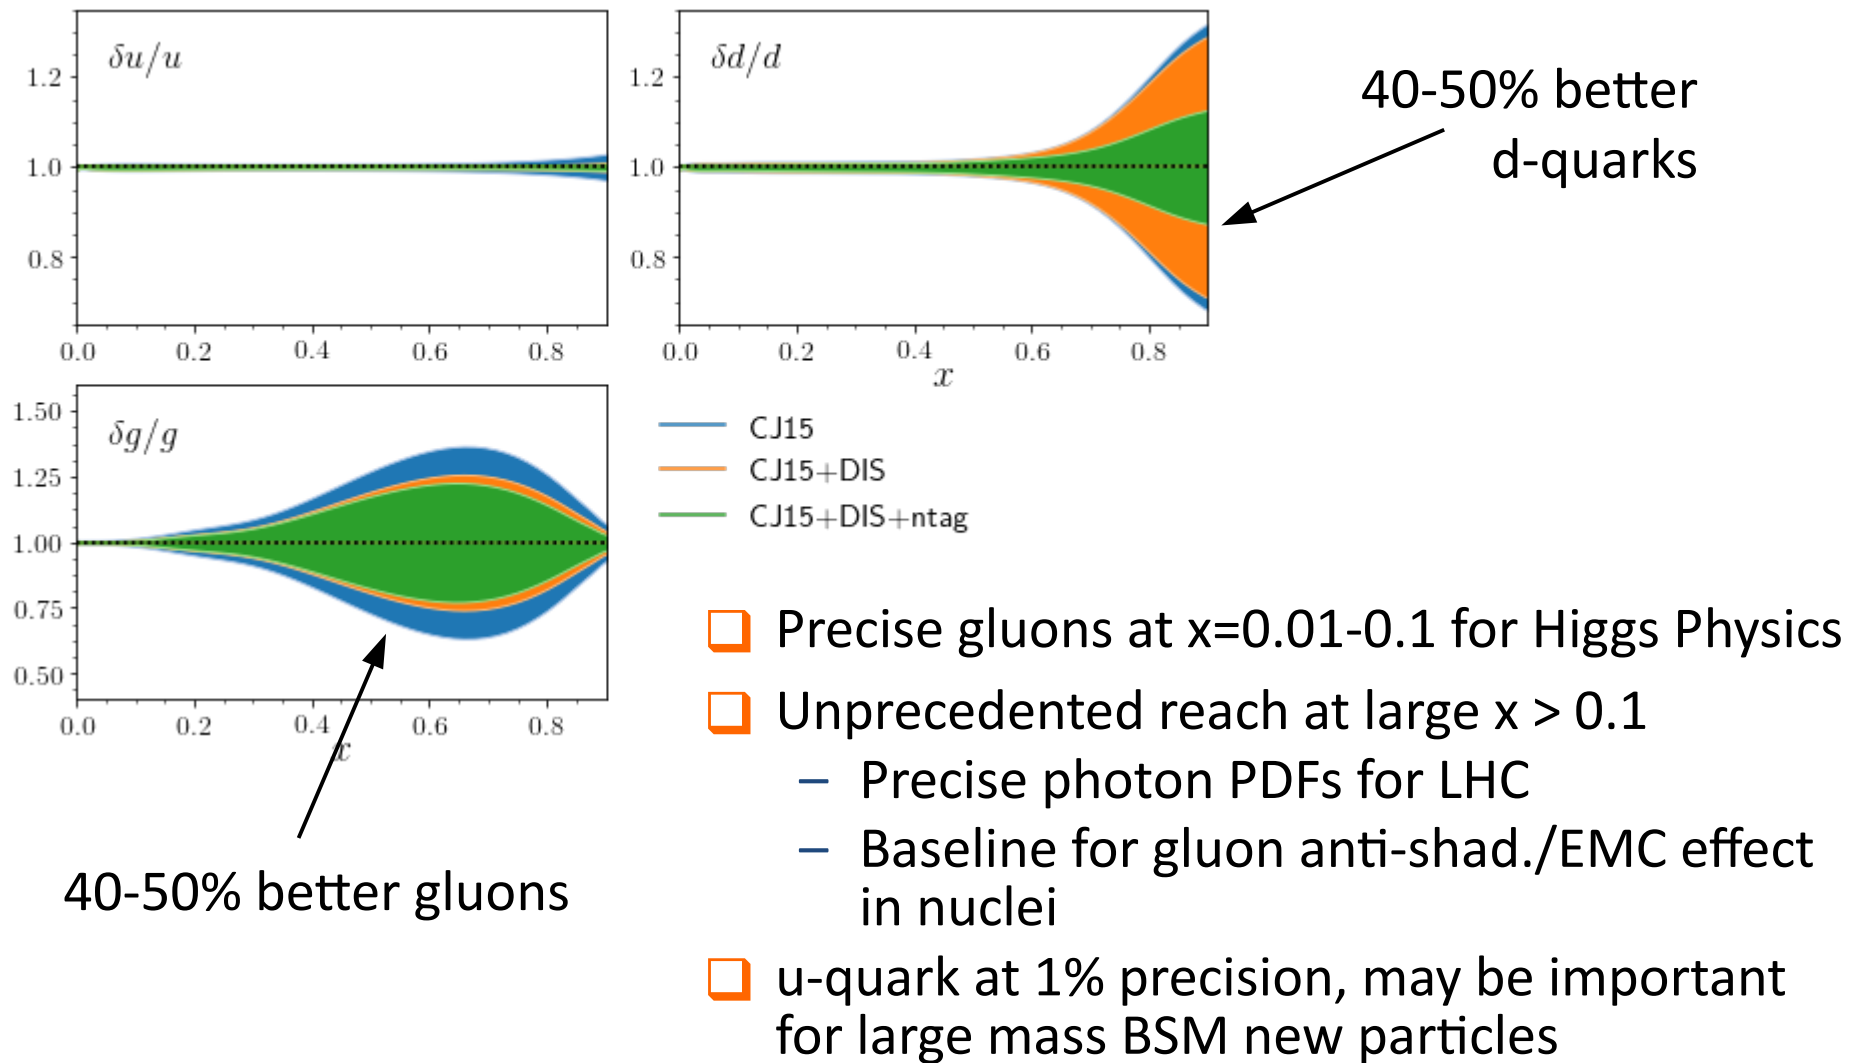 δu/u
1.2
1.0
0.8
0.0 0.2 0.4 0.6 0.8
δd/d
1.2
1.0
0.8
0.0 0.2 0.4 0.6 0.8
x
40-50% better
d-quarks
δg/g
1.50
1.25
1.00
0.75
0.50
0.0 0.2 0.4 0.6 0.8
x
CJ15
CJ15+DIS
CJ15+DIS+ntag
40-50% better gluons
Precise gluons at x=0.01-0.1 for Higgs Physics
Unprecedented reach at large x > 0.1
– Precise photon PDFs for LHC
– Baseline for gluon anti-shad./EMC effect
in nuclei
u-quark at 1% precision, may be important
for large mass BSM new particles